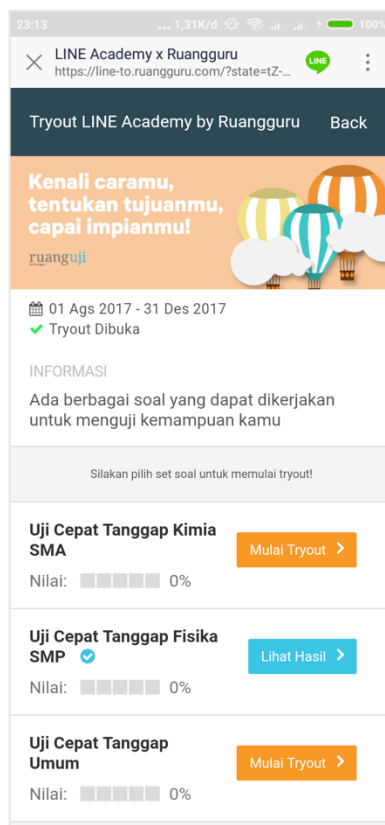 23:13
... 1,31K/d
100%
LINE Academy x Ruangguru
https://line-to.ruangguru.com/?state=tZ-...
LINE
Tryout LINE Academy by Ruangguru Back
Kenali caramu,
tentukan tujuanmu,
capai impianmu!
ruanguji
01 Ags 2017 - 31 Des 2017
Tryout Dibuka
INFORMASI
Ada berbagai soal yang dapat dikerjakan
untuk menguji kemampuan kamu
Silakan pilih set soal untuk memulai tryout!
Uji Cepat Tanggap Kimia
SMA
Mulai Tryout
Nilai: 0%
Uji Cepat Tanggap Fisika
SMP
Lihat Hasil
Nilai: 0%
Uji Cepat Tanggap
Umum
Mulai Tryout
Nilai: 0%